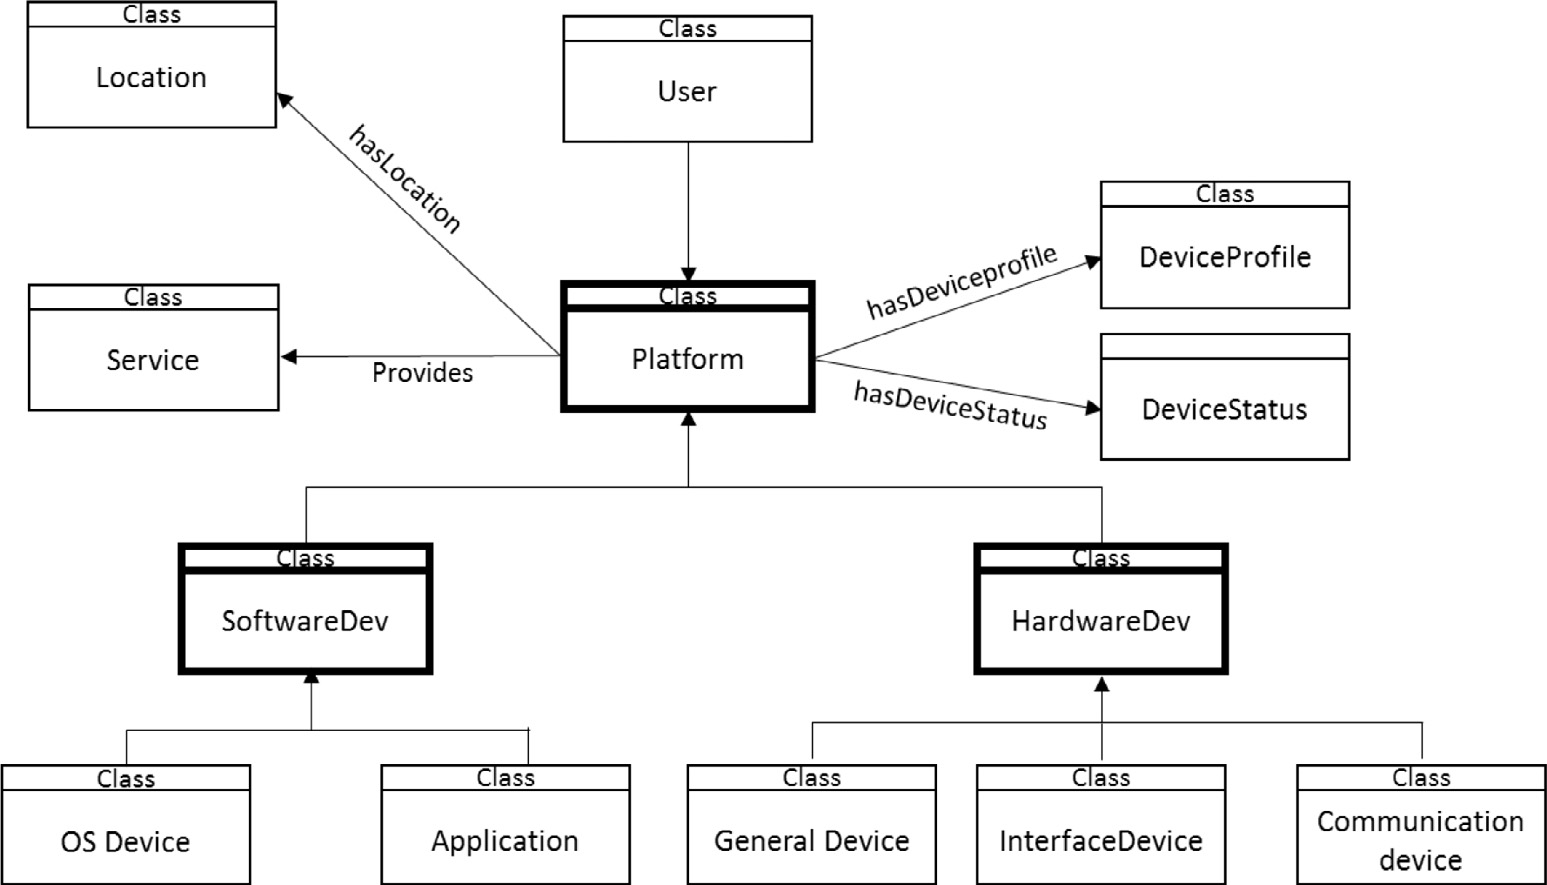 Class
Location
Class
User
hasLocation
Class
DeviceProfile
hasDeviceprofile
Class
Service
Provides
Class
Platform
hasDeviceStatus
DeviceStatus
Class
SoftwareDev
Class
HardwareDev
Class
OS Device
Class
Application
Class
General Device
Class
InterfaceDevice
Class
Communication
device